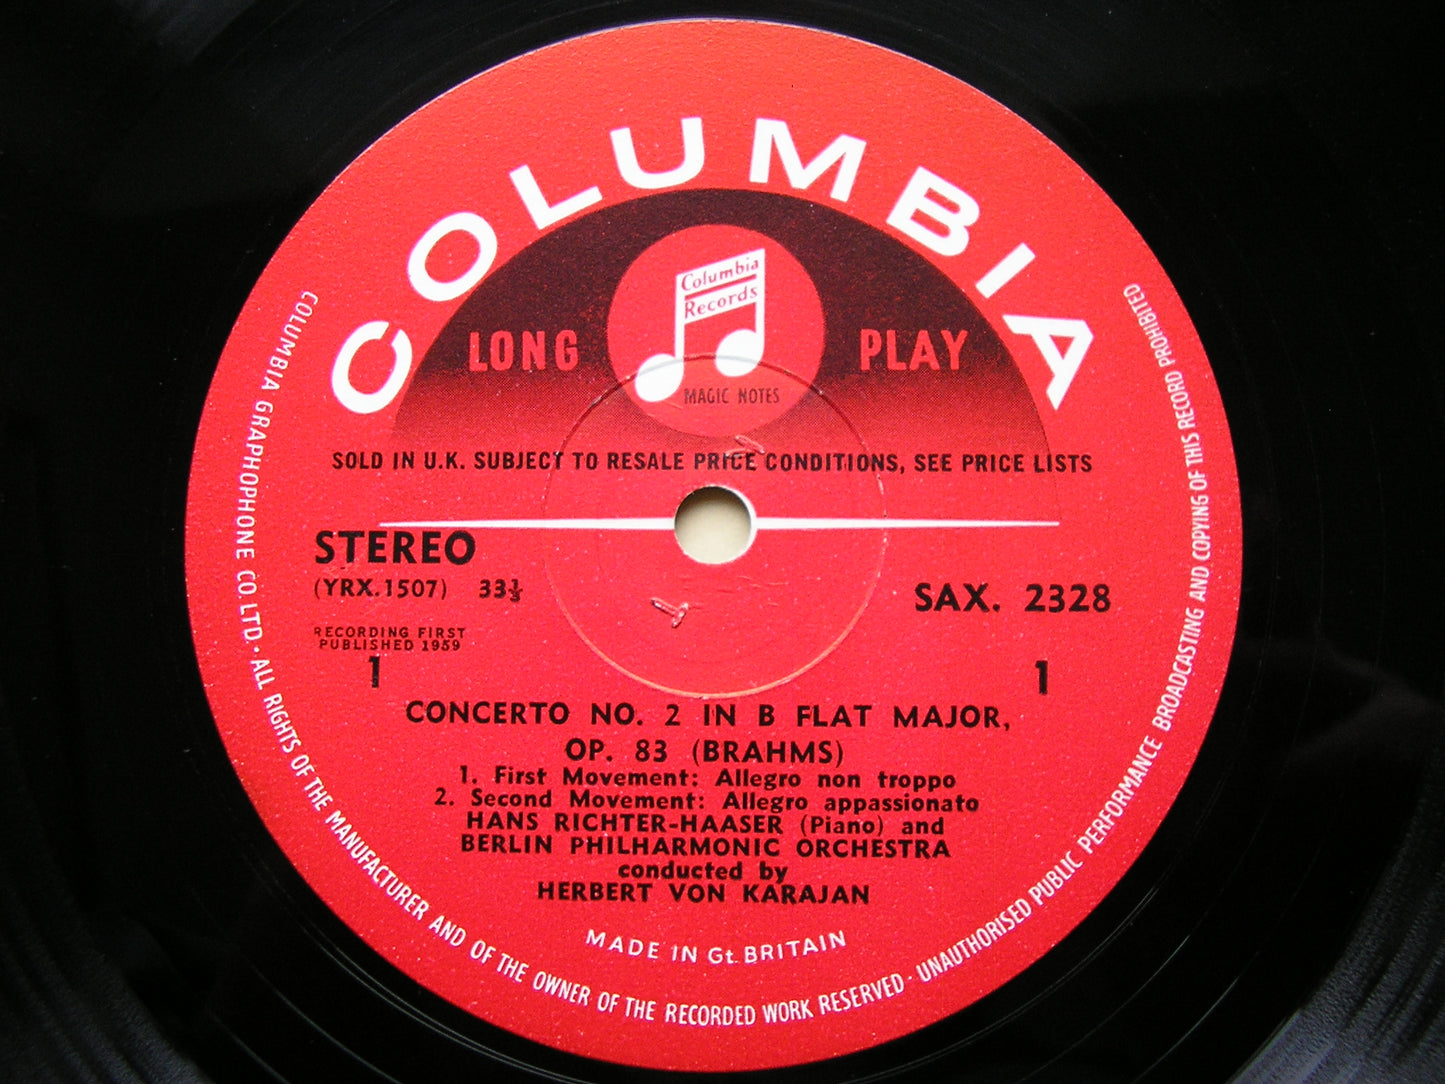 COLUMBIA
Columbia
Records
LONG PLAY
MAGIC NOTES
SOLD IN U.K. SUBJECT TO RESALE PRICE CONDITIONS, SEE PRICE LISTS
STEREO
(YRX.1507) 33⅓
SAX. 2328
RECORDING FIRST
PUBLISHED 1959
1 1
CONCERTO NO. 2 IN B FLAT MAJOR,
OP. 83 (BRAHMS)
1. First Movement: Allegro non troppo
2. Second Movement: Allegro appassionato
HANS RICHTER-HAASER (Piano) and
BERLIN PHILHARMONIC ORCHESTRA
conducted by
HERBERT VON KARAJAN
MADE IN Gt. BRITAIN
COLUMBIA GRAPHOPHONE CO. LTD. · ALL RIGHTS OF THE MANUFACTURER AND OF THE OWNER OF THE RECORDED WORK RESERVED · UNAUTHORISED PUBLIC PERFORMANCE BROADCASTING AND COPYING OF THIS RECORD PROHIBITED